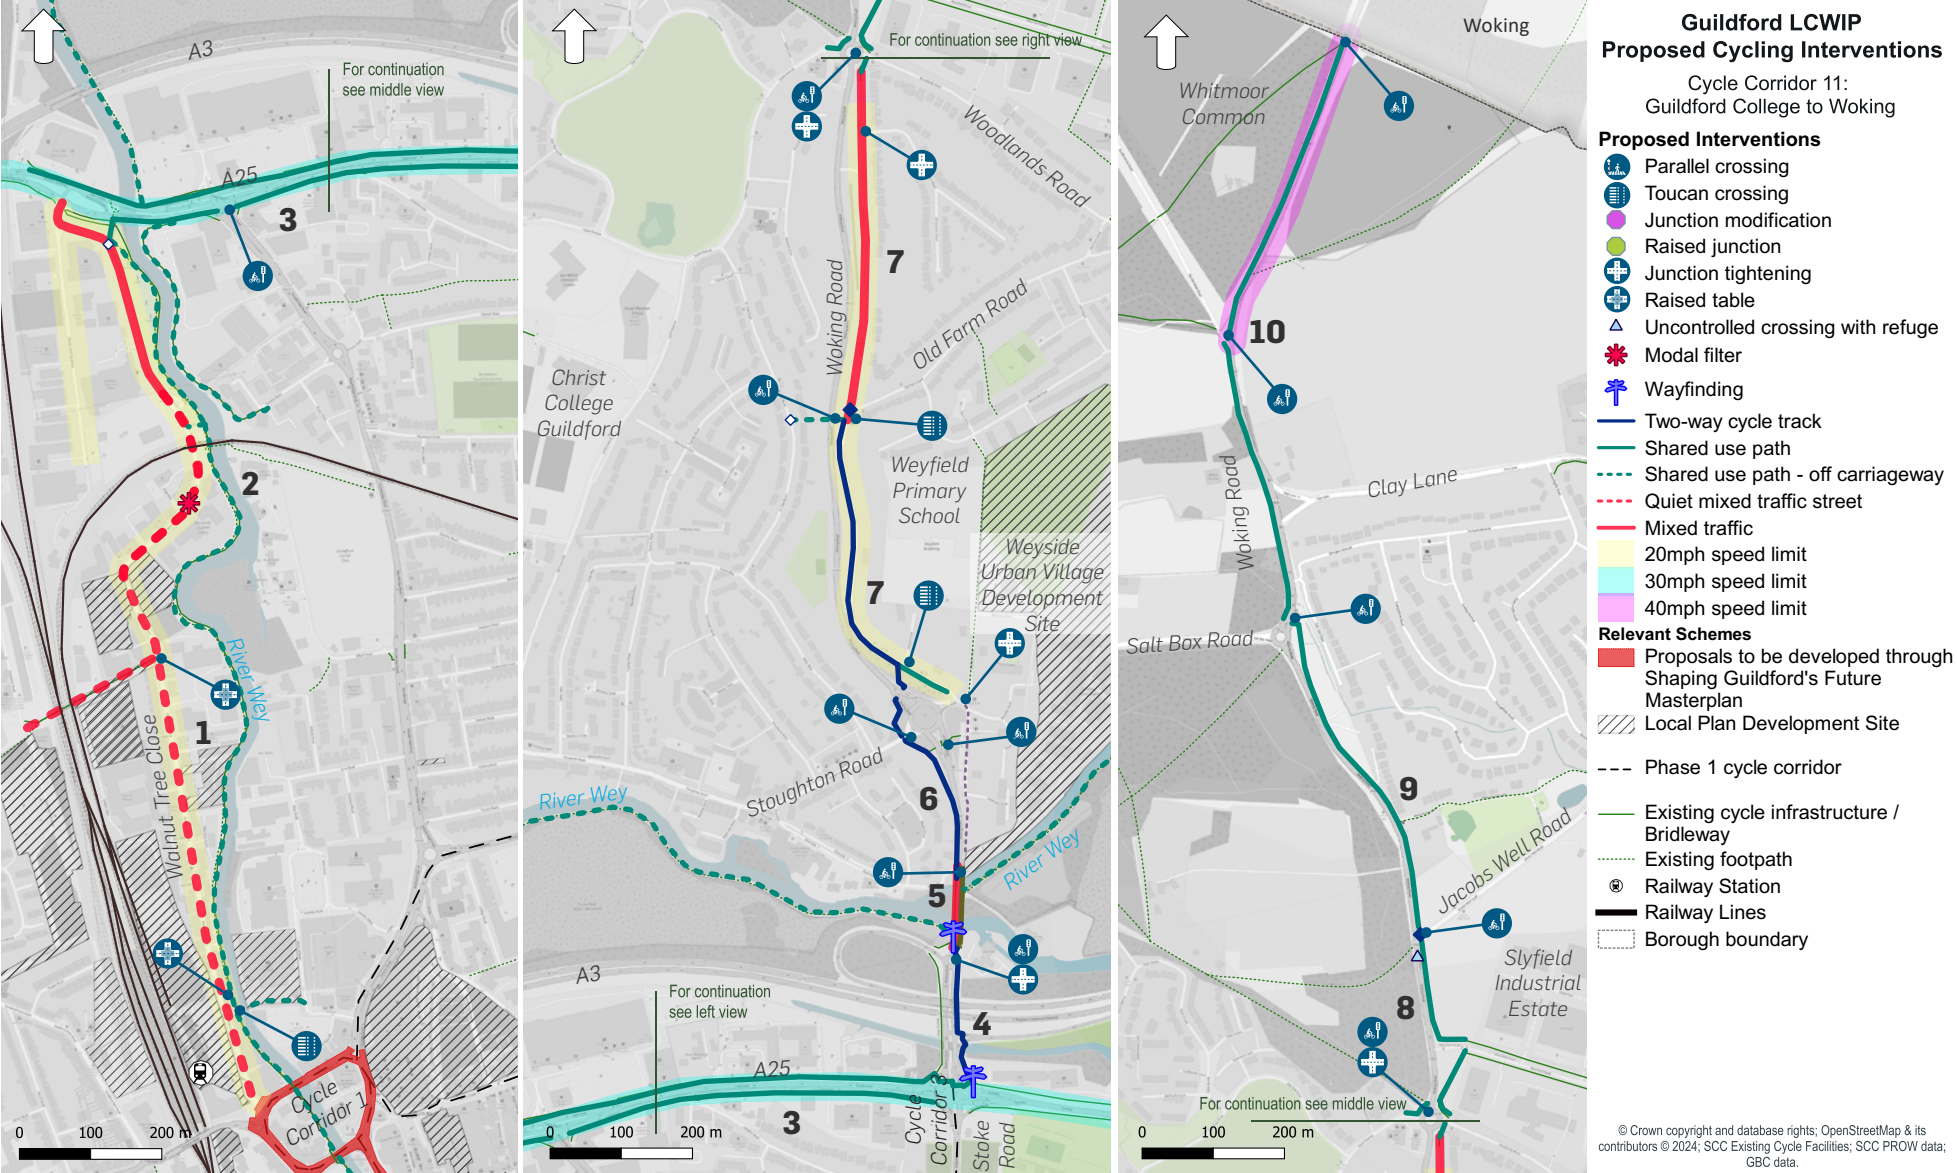 A3
For continuation
see middle view
A25
3
2
River Wey
1
Walnut Tree Close
Cycle
Corridor 1
0 100 200 m
For continuation see right view
Woodlands Road
7
Woking Road
Old Farm Road
Christ
College
Guildford
Weyfield
Primary
School
Weyside
Urban Village
Development
Site
7
Stoughton Road
6
River Wey
River Wey
5
A3
For continuation
see left view
4
A25
3
Cycle
Corridor 3
Stoke
Road
0 100 200 m
Woking
Whitmoor
Common
10
Clay Lane
Woking Road
Salt Box Road
9
Jacobs Well Road
Slyfield
Industrial
Estate
8
For continuation see middle view
0 100 200 m
Guildford LCWIP
Proposed Cycling Interventions
Cycle Corridor 11:
Guildford College to Woking
Proposed Interventions
Parallel crossing
Toucan crossing
Junction modification
Raised junction
Junction tightening
Raised table
Uncontrolled crossing with refuge
Modal filter
Wayfinding
Two-way cycle track
Shared use path
Shared use path - off carriageway
Quiet mixed traffic street
Mixed traffic
20mph speed limit
30mph speed limit
40mph speed limit
Relevant Schemes
Proposals to be developed through
Shaping Guildford's Future
Masterplan
Local Plan Development Site
Phase 1 cycle corridor
Existing cycle infrastructure /
Bridleway
Existing footpath
Railway Station
Railway Lines
Borough boundary
© Crown copyright and database rights; OpenStreetMap & its
contributors © 2024; SCC Existing Cycle Facilities; SCC PROW data;
GBC data.